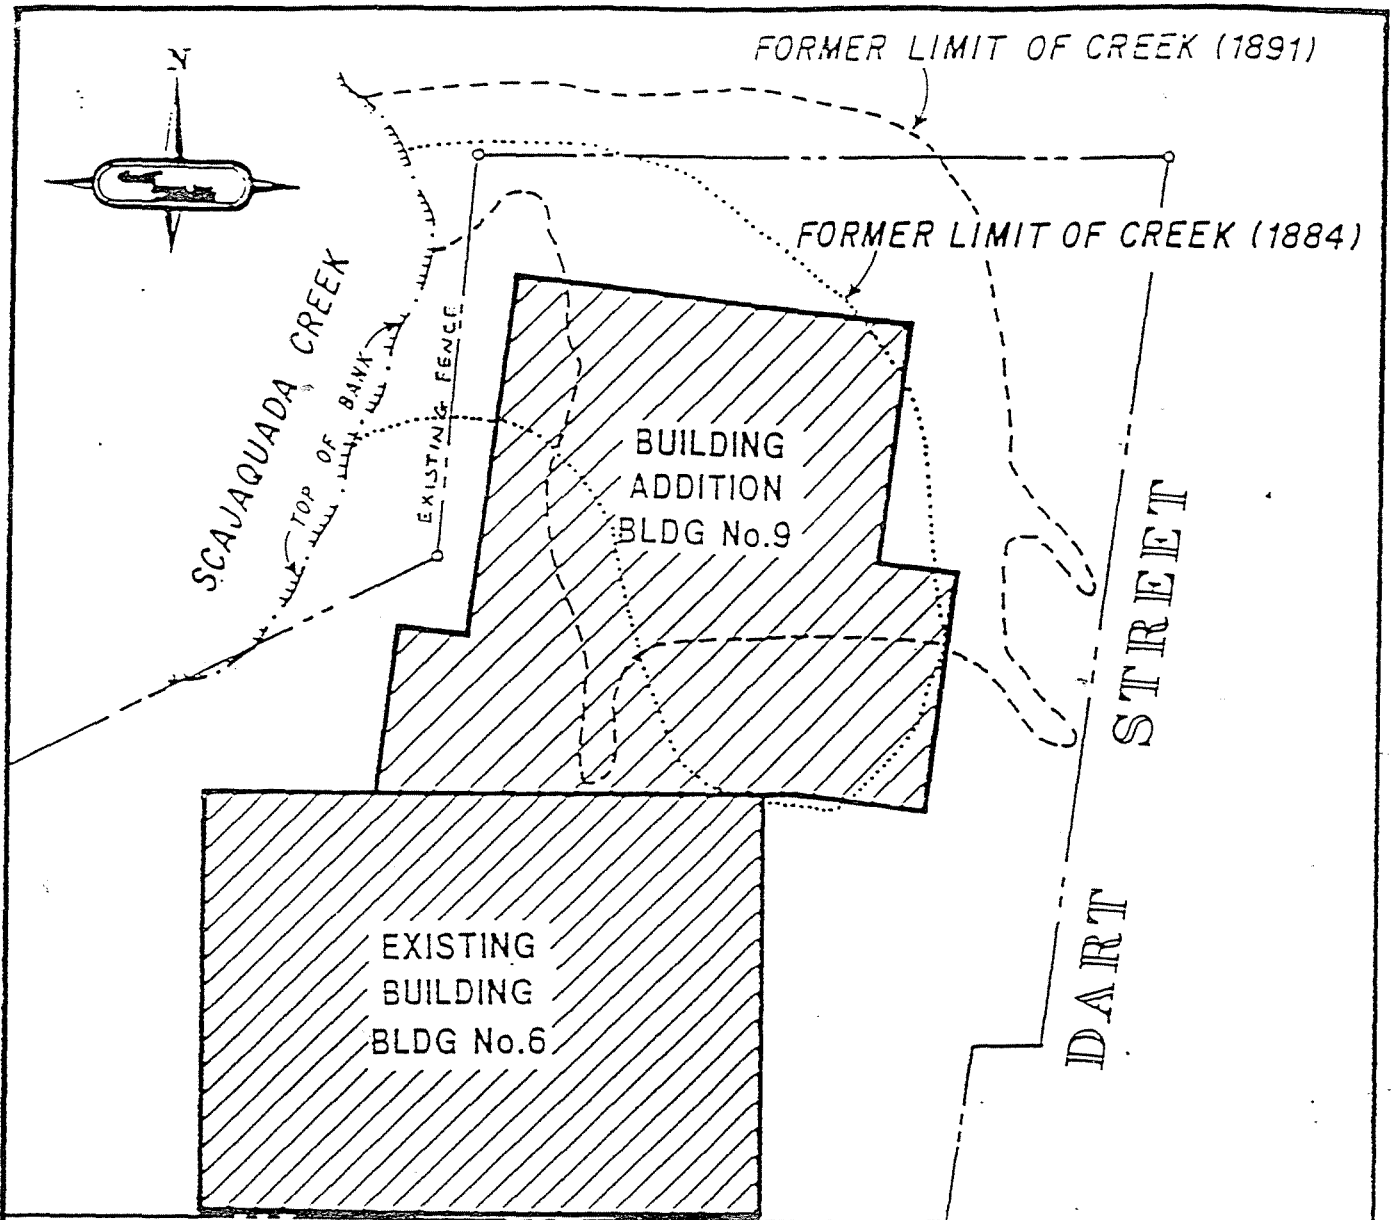 FORMER LIMIT OF CREEK (1891)
N
FORMER LIMIT OF CREEK (1884)
SCAJAQUADA CREEK
TOP OF BANK
EXISTING FENCE
BUILDING
ADDITION
BLDG No.9
DART STREET
EXISTING
BUILDING
BLDG No.6